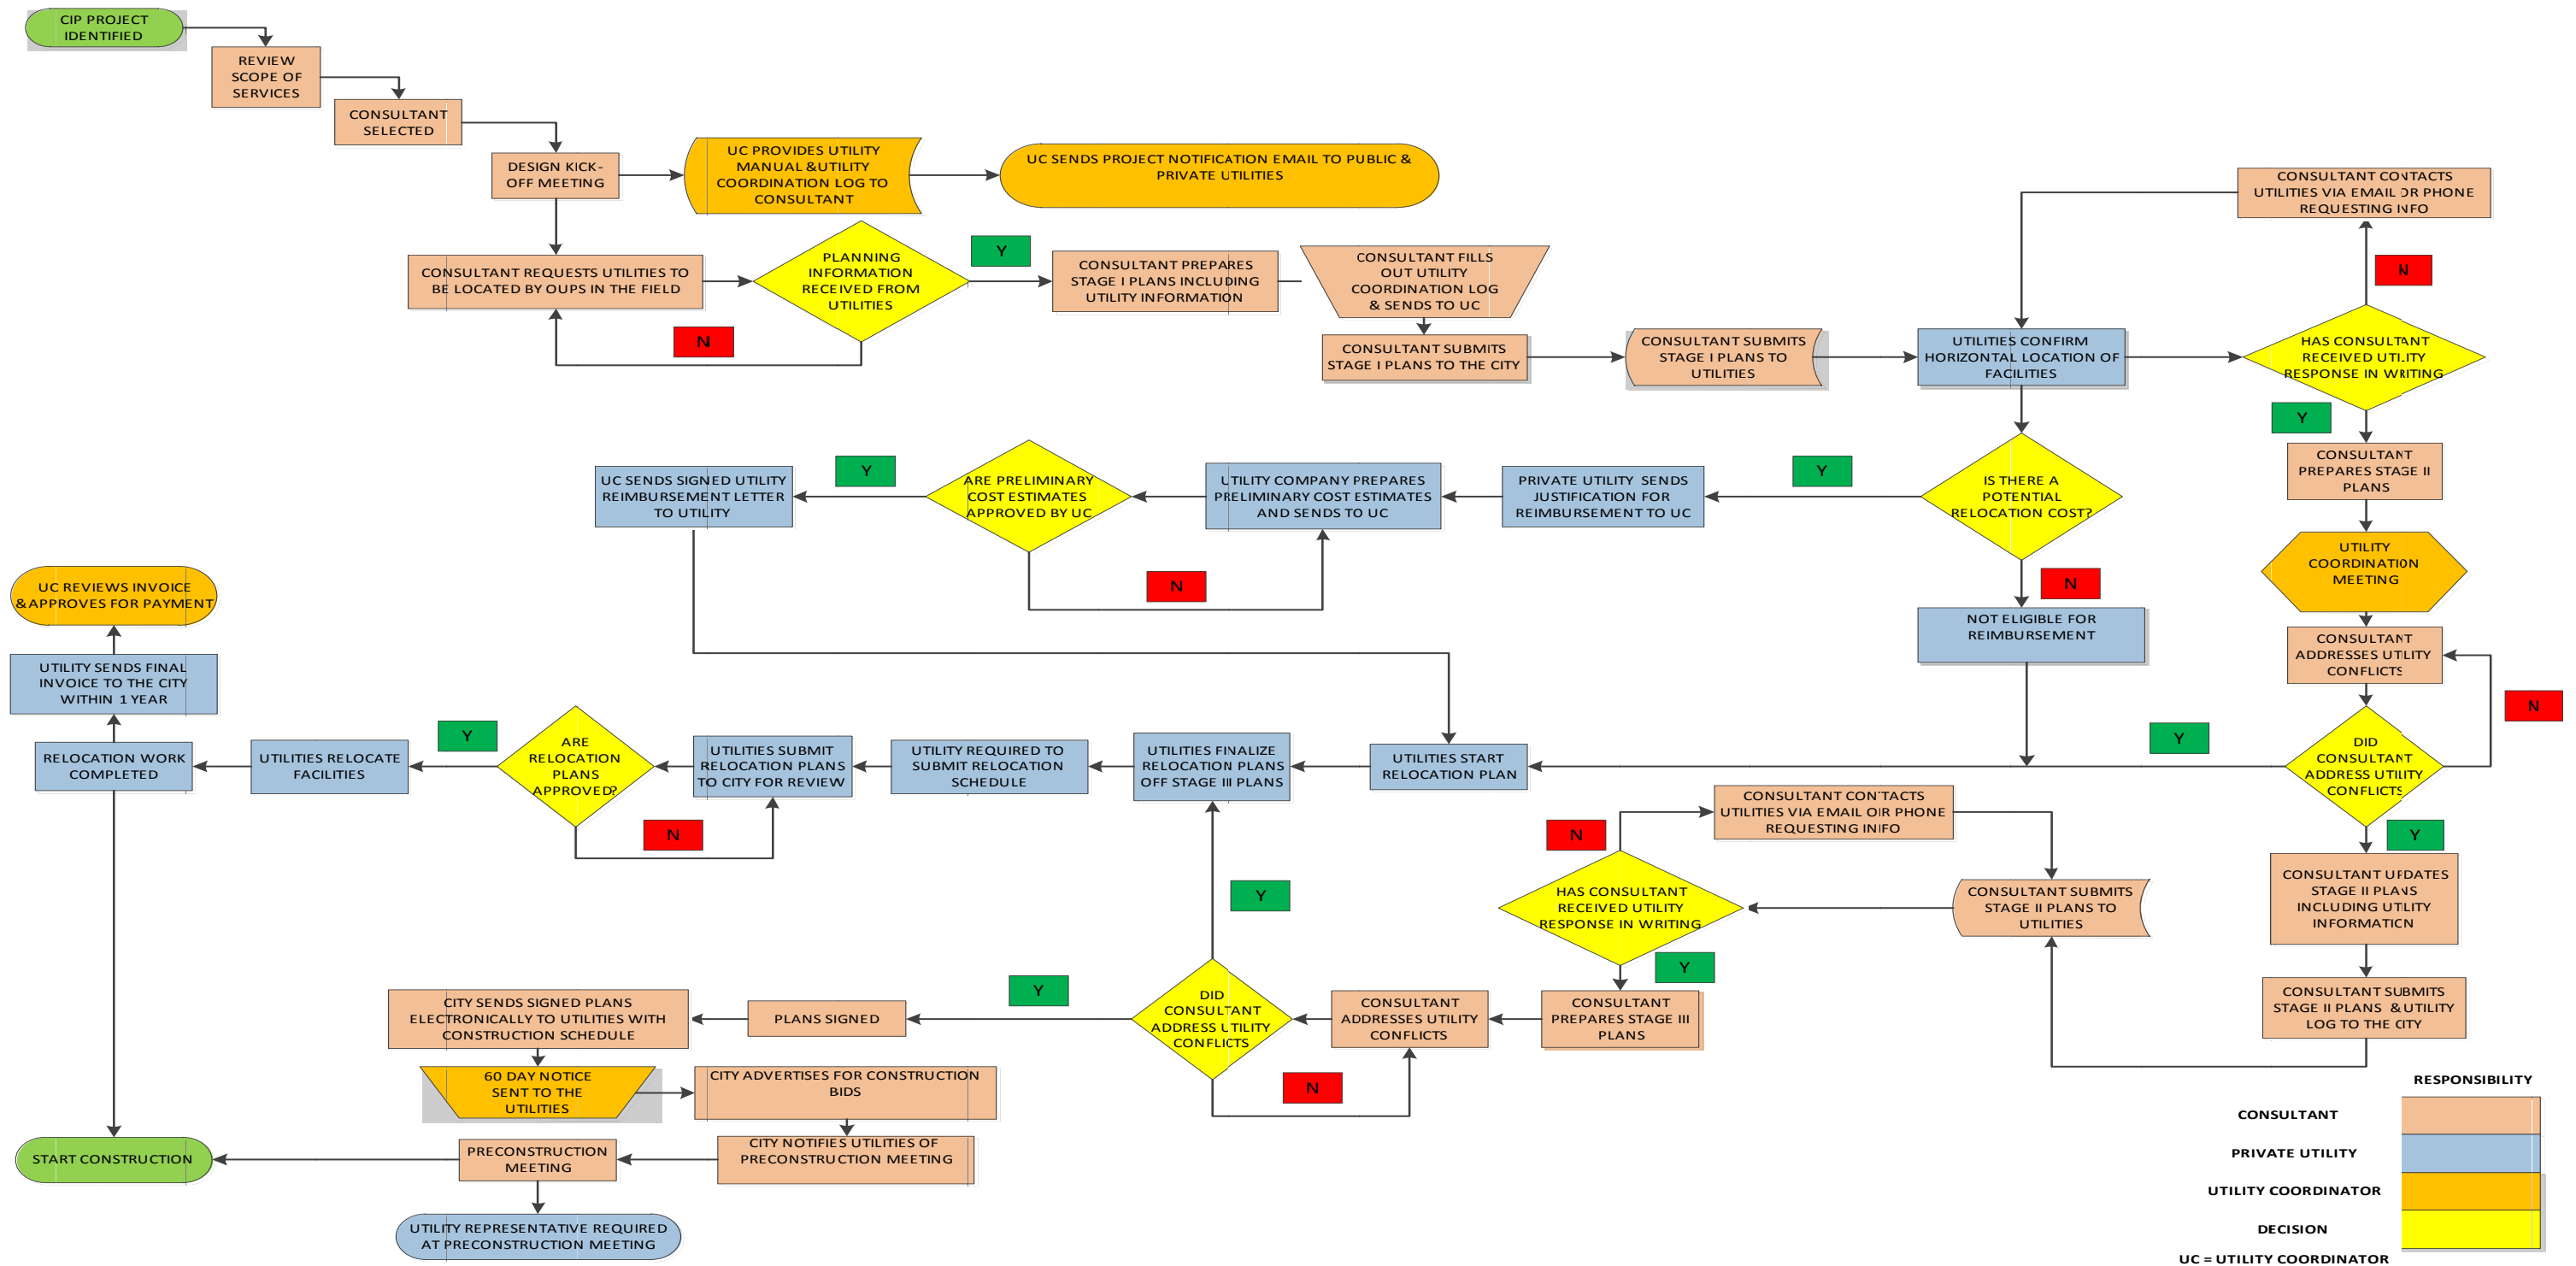 CIP PROJECT
IDENTIFIED
REVIEW
SCOPE OF
SERVICES
CONSULTANT
SELECTED
DESIGN KICK-
OFF MEETING
UC PROVIDES UTILITY
MANUAL &UTILITY
COORDINATION LOG TO
CONSULTANT
UC SENDS PROJECT NOTIFICATION EMAIL TO PUBLIC &
PRIVATE UTILITIES
CONSULTANT REQUESTS UTILITIES TO
BE LOCATED BY OUPS IN THE FIELD
PLANNING
INFORMATION
RECEIVED FROM
UTILITIES
Y
N
CONSULTANT PREPARES
STAGE I PLANS INCLUDING
UTILITY INFORMATION
CONSULTANT FILLS
OUT UTILITY
COORDINATION LOG
& SENDS TO UC
CONSULTANT SUBMITS
STAGE I PLANS TO THE CITY
CONSULTANT SUBMITS
STAGE I PLANS TO
UTILITIES
UTILITIES CONFIRM
HORIZONTAL LOCATION OF
FACILITIES
CONSULTANT CONTACTS
UTILITIES VIA EMAIL OR PHONE
REQUESTING INFO
N
HAS CONSULTANT
RECEIVED UTILITY
RESPONSE IN WRITING
Y
CONSULTANT
PREPARES STAGE II
PLANS
UTILITY
COORDINATION
MEETING
CONSULTANT
ADDRESSES UTILITY
CONFLICTS
N
DID
CONSULTANT
ADDRESS UTILITY
CONFLICTS
Y
Y
IS THERE A
POTENTIAL
RELOCATION COST?
Y
N
NOT ELIGIBLE FOR
REIMBURSEMENT
PRIVATE UTILITY SENDS
JUSTIFICATION FOR
REIMBURSEMENT TO UC
UTILITY COMPANY PREPARES
PRELIMINARY COST ESTIMATES
AND SENDS TO UC
ARE PRELIMINARY
COST ESTIMATES
APPROVED BY UC
Y
N
UC SENDS SIGNED UTILITY
REIMBURSEMENT LETTER
TO UTILITY
UC REVIEWS INVOICE
&APPROVES FOR PAYMENT
UTILITY SENDS FINAL
INVOICE TO THE CITY
WITHIN 1 YEAR
RELOCATION WORK
COMPLETED
UTILITIES RELOCATE
FACILITIES
Y
ARE
RELOCATION
PLANS
APPROVED?
N
UTILITIES SUBMIT
RELOCATION PLANS
TO CITY FOR REVIEW
UTILITY REQUIRED TO
SUBMIT RELOCATION
SCHEDULE
UTILITIES FINALIZE
RELOCATION PLANS
OFF STAGE III PLANS
UTILITIES START
RELOCATION PLAN
CONSULTANT CONTACTS
UTILITIES VIA EMAIL OR PHONE
REQUESTING INFO
N
HAS CONSULTANT
RECEIVED UTILITY
RESPONSE IN WRITING
Y
CONSULTANT SUBMITS
STAGE II PLANS TO
UTILITIES
CONSULTANT UPDATES
STAGE II PLANS
INCLUDING UTILITY
INFORMATION
CONSULTANT SUBMITS
STAGE II PLANS &UTILITY
LOG TO THE CITY
CONSULTANT
PREPARES STAGE III
PLANS
CONSULTANT
ADDRESSES UTILITY
CONFLICTS
DID
CONSULTANT
ADDRESS UTILITY
CONFLICTS
Y
Y
N
PLANS SIGNED
CITY SENDS SIGNED PLANS
ELECTRONICALLY TO UTILITIES WITH
CONSTRUCTION SCHEDULE
60 DAY NOTICE
SENT TO THE
UTILITIES
CITY ADVERTISES FOR CONSTRUCTION
BIDS
CITY NOTIFIES UTILITIES OF
PRECONSTRUCTION MEETING
PRECONSTRUCTION
MEETING
START CONSTRUCTION
UTILITY REPRESENTATIVE REQUIRED
AT PRECONSTRUCTION MEETING
RESPONSIBILITY
CONSULTANT
PRIVATE UTILITY
UTILITY COORDINATOR
DECISION
UC = UTILITY COORDINATOR